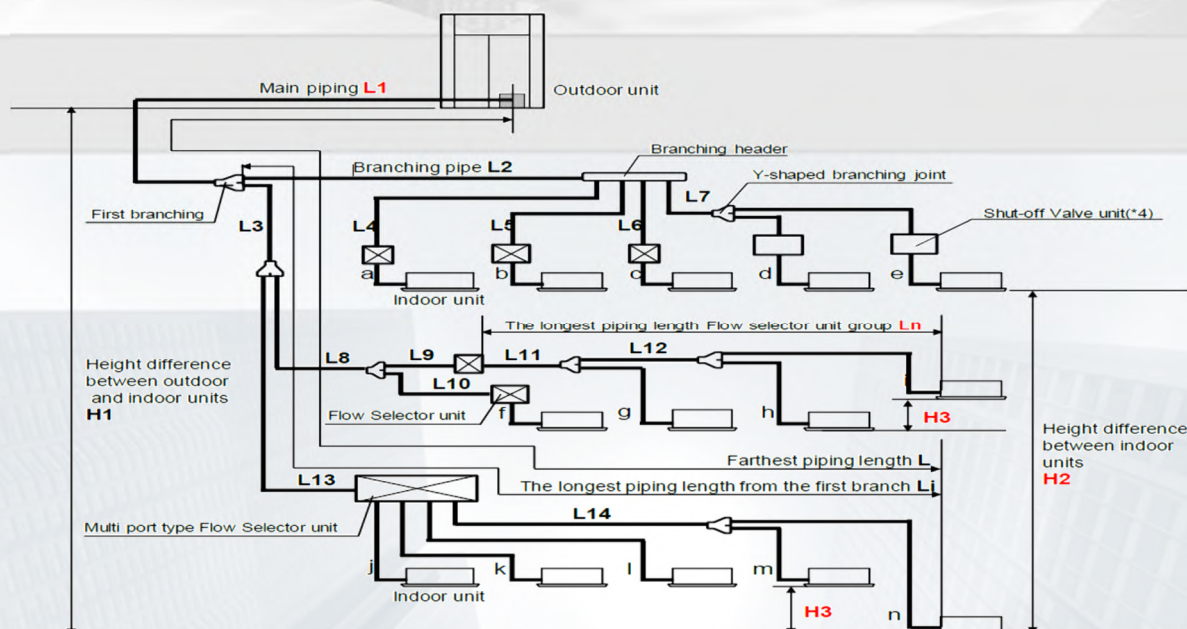 Main piping L1
Outdoor unit
Branching header
Branching pipe L2
Y-shaped branching joint
L7
First branching
Shut-off Valve unit(*4)
L3
L4
L5
L6
a
b
c
d
e
Indoor unit
The longest piping length Flow selector unit group Ln
L8
L9
L11
L12
L10
i
Height difference
between outdoor
and indoor units
H1
Flow Selector unit
f
g
h
H3
Height difference
between indoor
units
H2
Farthest piping length L
L13
The longest piping length from the first branch Li
L14
Multi port type Flow Selector unit
j
k
l
m
Indoor unit
H3
n